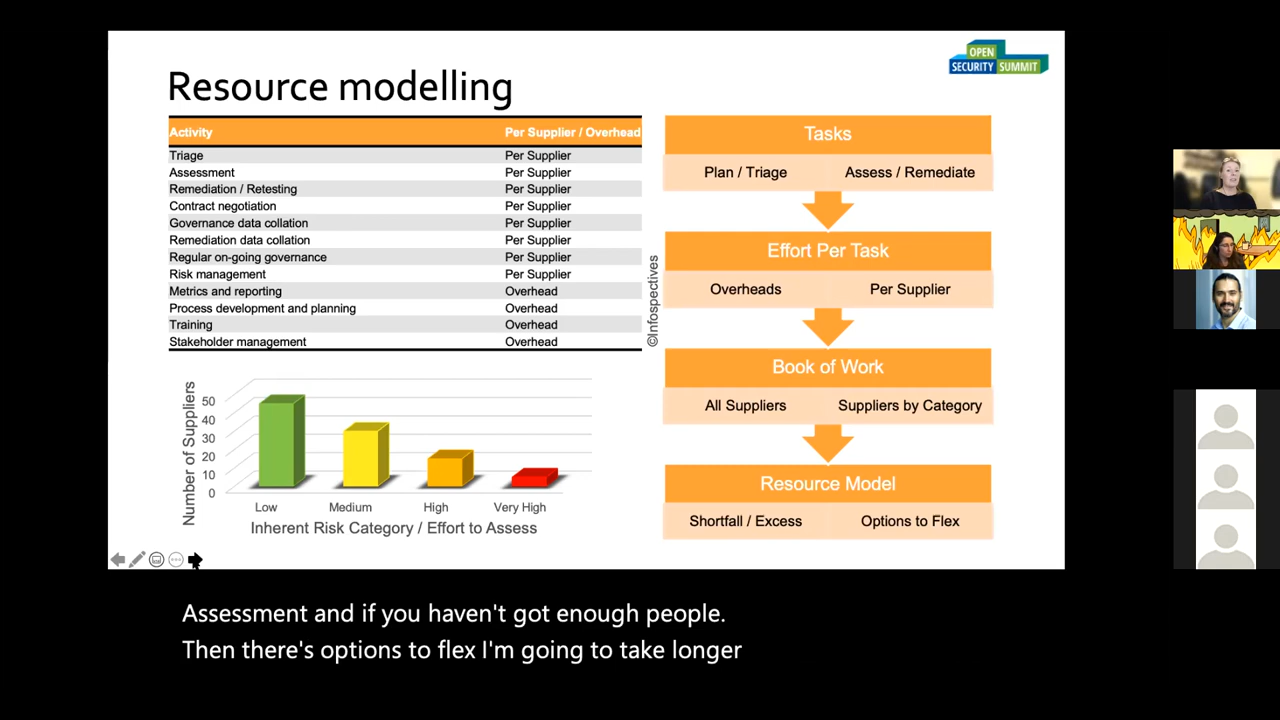 OPEN
SECURITY SUMMIT
Resource modelling
Activity Per Supplier / Overhead
Triage Per Supplier
Assessment Per Supplier
Remediation / Retesting Per Supplier
Contract negotiation Per Supplier
Governance data collation Per Supplier
Remediation data collation Per Supplier
Regular on-going governance Per Supplier
Risk management Per Supplier
Metrics and reporting Overhead
Process development and planning Overhead
Training Overhead
Stakeholder management Overhead
©Infospectives
Number of Suppliers
50
40
30
20
10
0
Low Medium High Very High
Inherent Risk Category / Effort to Assess
Tasks
Plan / Triage Assess / Remediate
Effort Per Task
Overheads Per Supplier
Book of Work
All Suppliers Suppliers by Category
Resource Model
Shortfall / Excess Options to Flex
Assessment and if you haven't got enough people.
Then there's options to flex I'm going to take longer